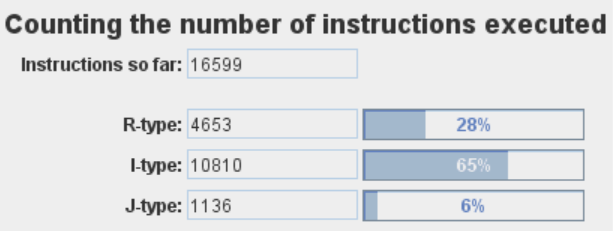 Counting the number of instructions executed
Instructions so far: 16599
R-type: 4653 28%
I-type: 10810 65%
J-type: 1136 6%